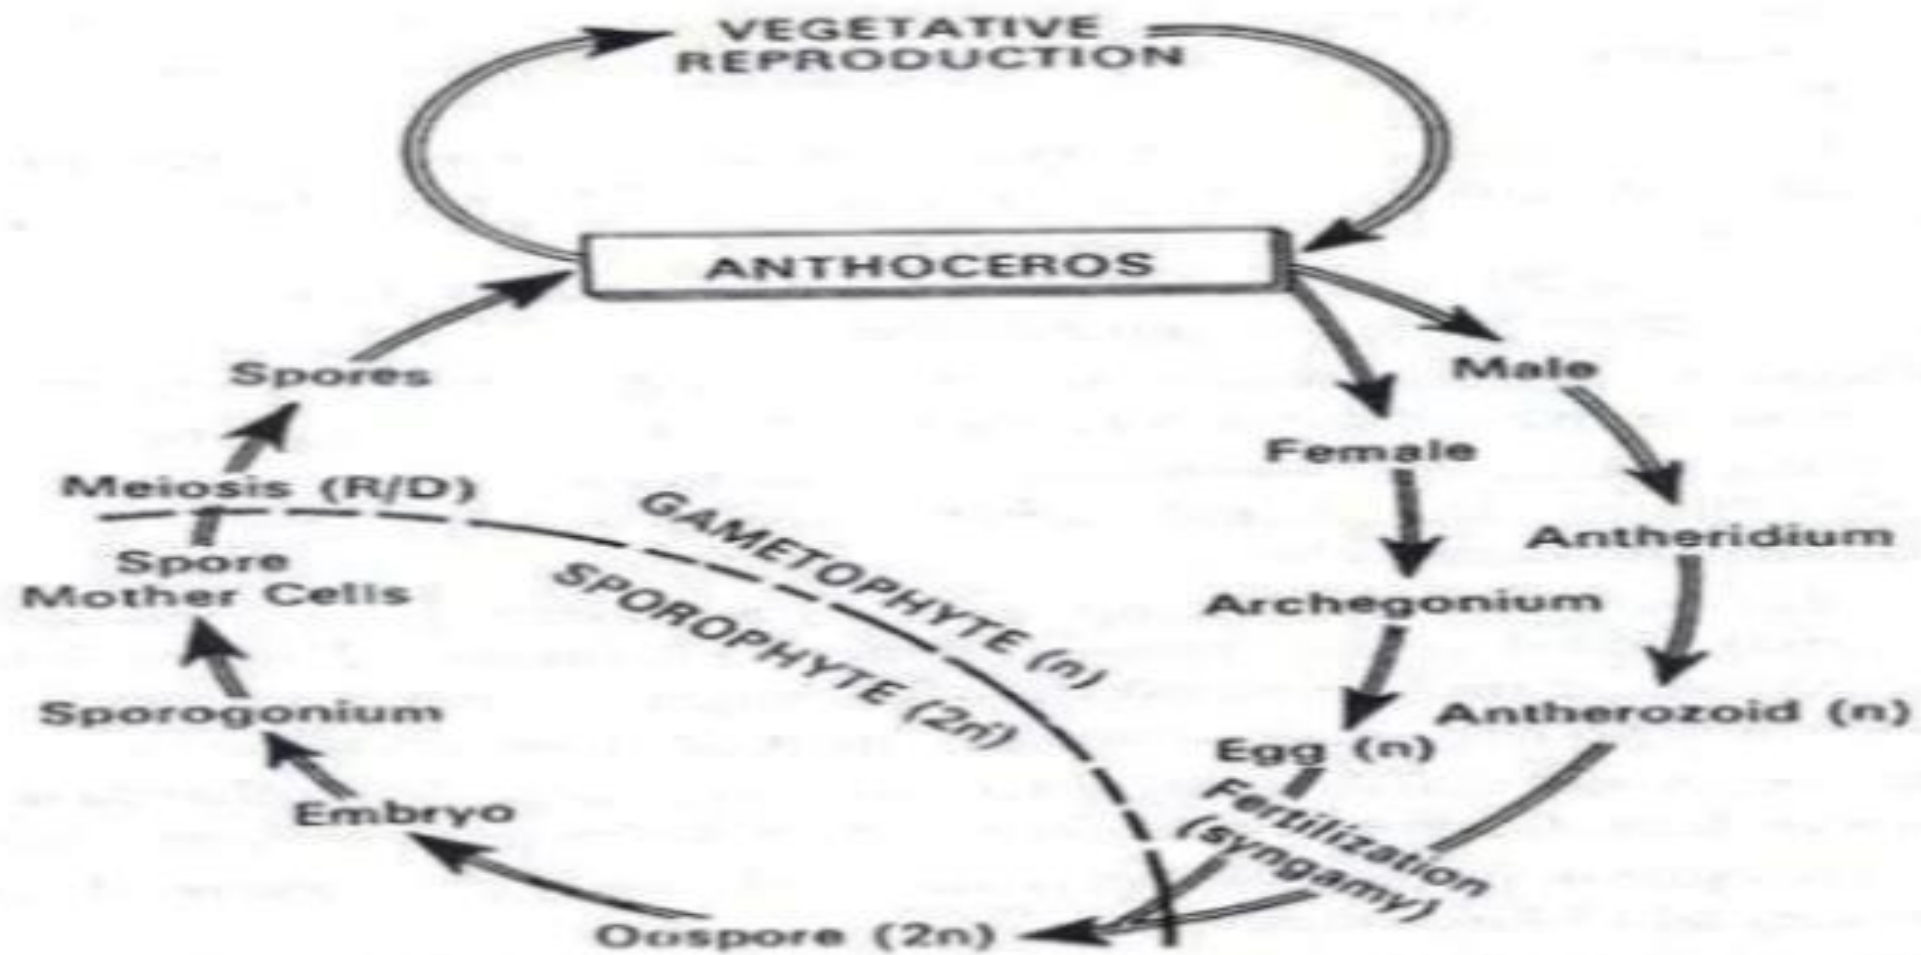 VEGETATIVE
REPRODUCTION
ANTHOCEROS
Spores
Male
Female
Meiosis (R/D)
GAMETOPHYTE (n)
SPOROPHYTE (2n)
Antheridium
Spore
Mother Cells
Archegonium
Sporogonium
Antherozoid (n)
Egg (n)
Embryo
Fertilization
(syngamy)
Oospore (2n)